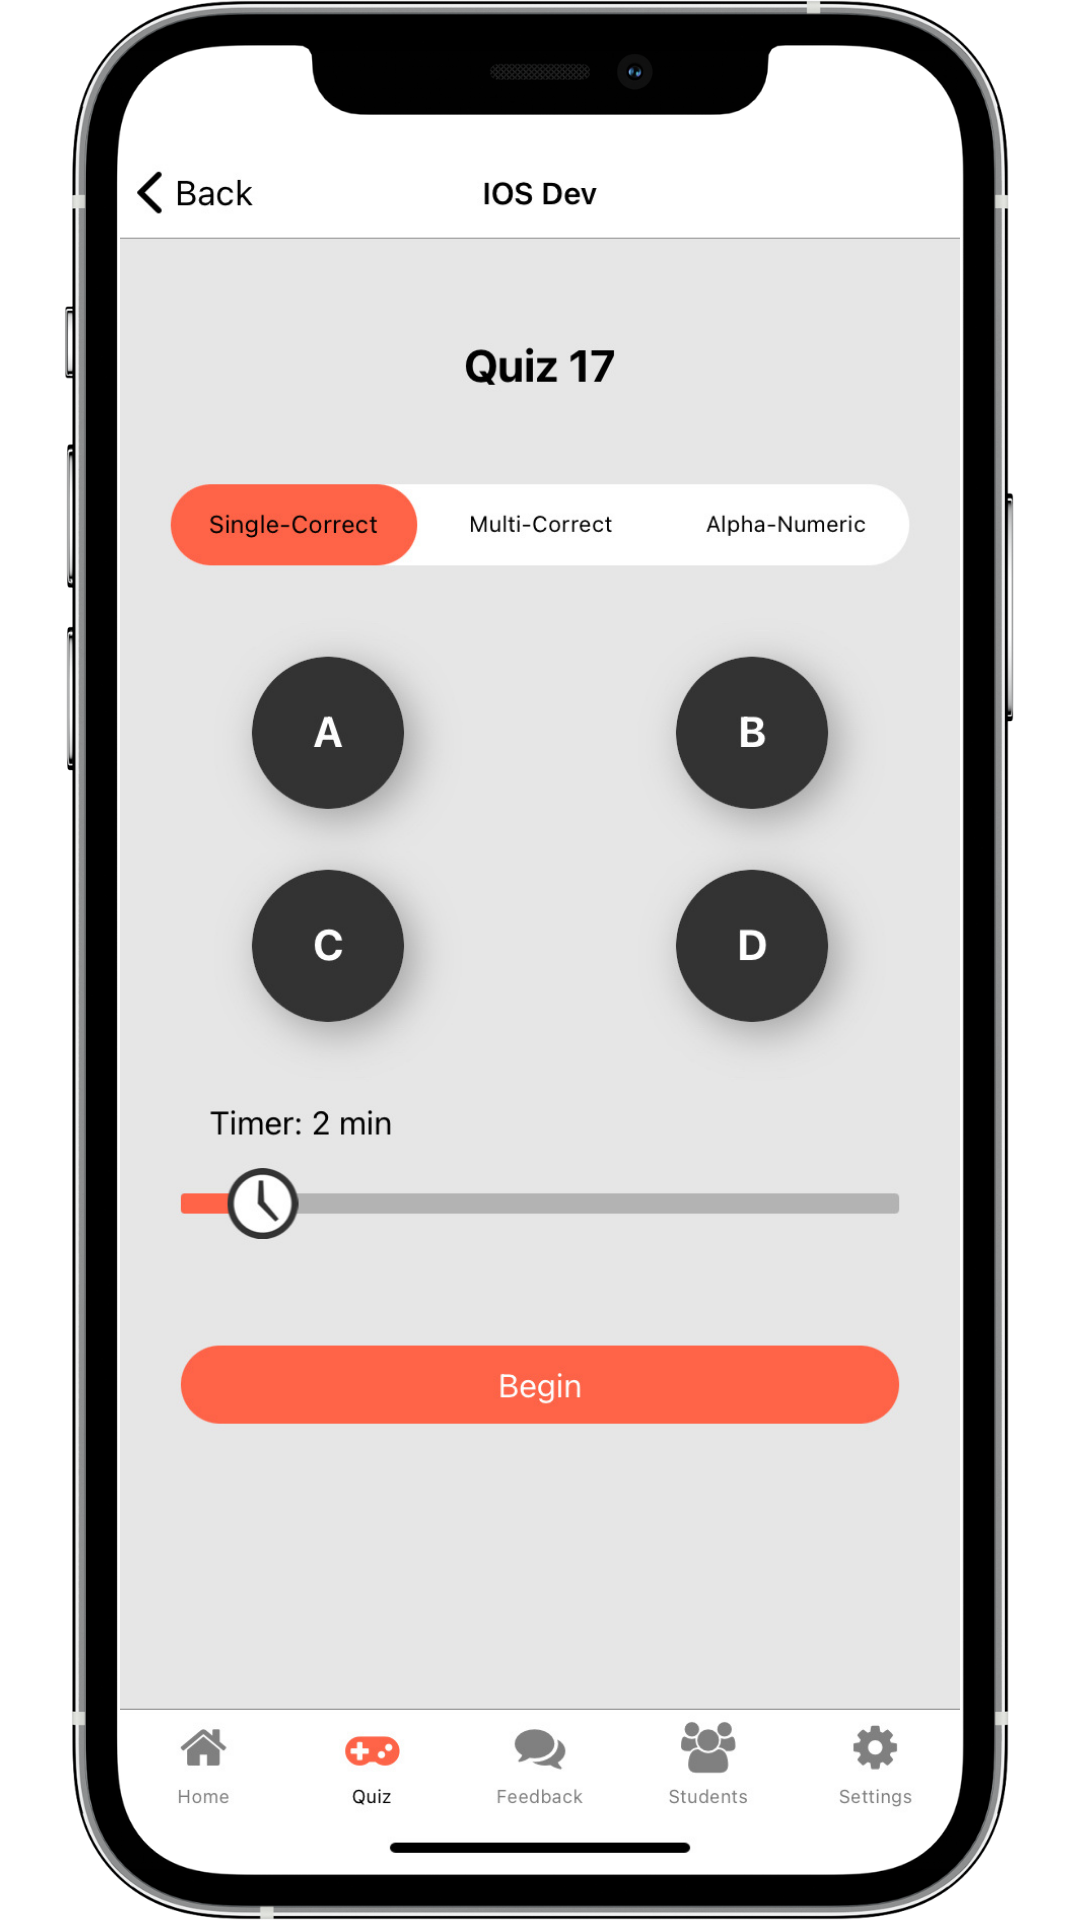 Back
IOS Dev
Quiz 17
Single-Correct Multi-Correct Alpha-Numeric
A B
C D
Timer: 2 min
Begin
Home Quiz Feedback Students Settings